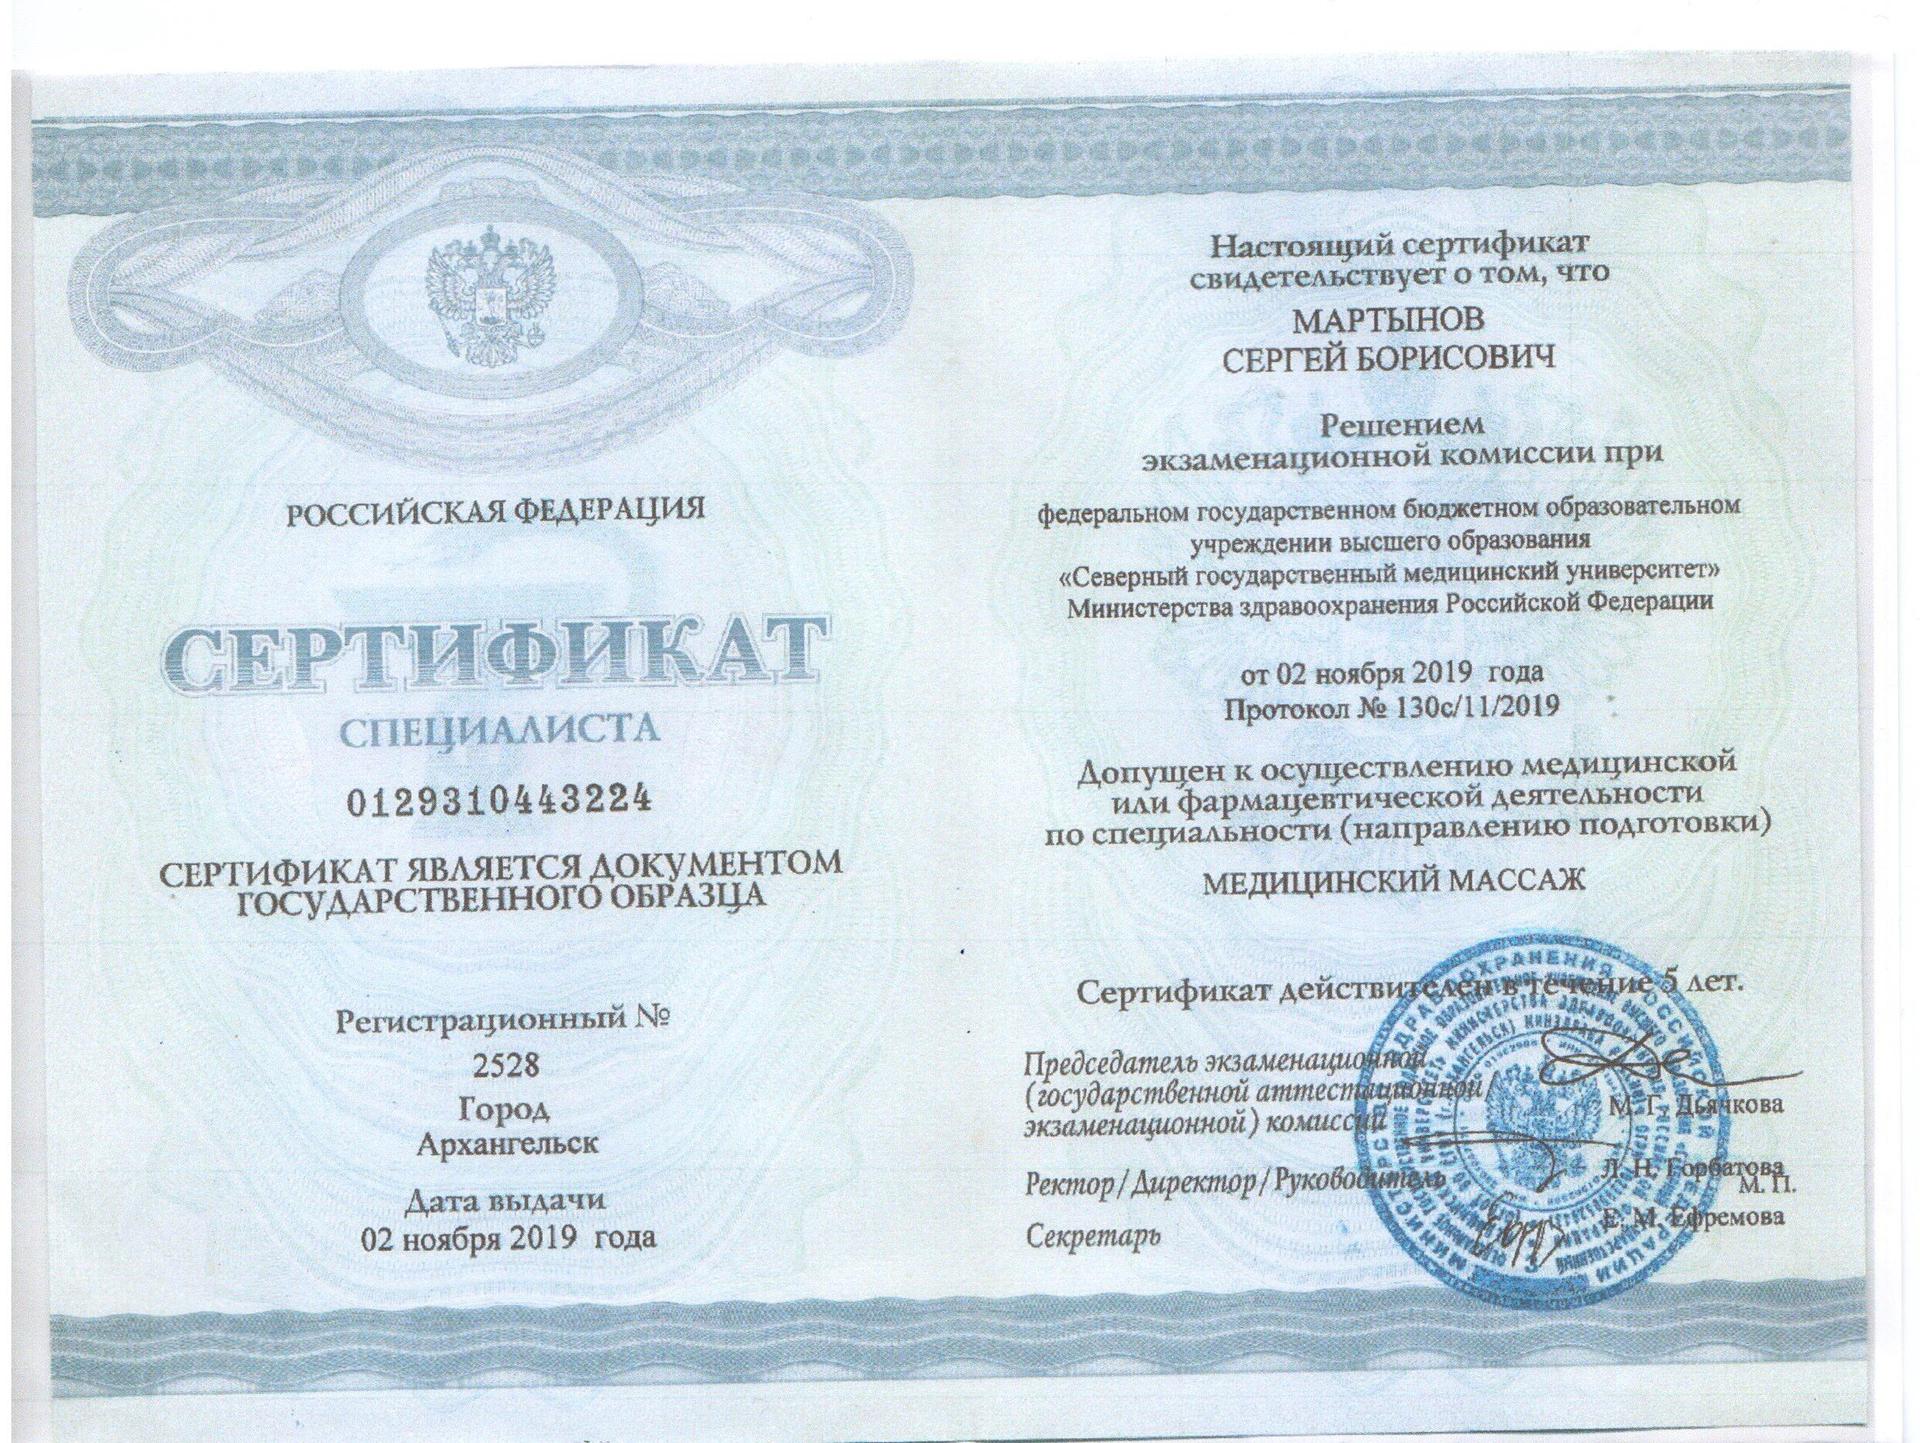 РОССИЙСКАЯ ФЕДЕРАЦИЯ
СЕРТИФИКАТ
СПЕЦИАЛИСТА
0129310443224
СЕРТИФИКАТ ЯВЛЯЕТСЯ ДОКУМЕНТОМ
ГОСУДАРСТВЕННОГО ОБРАЗЦА
Регистрационный №
2528
Город
Архангельск
Дата выдачи
02 ноября 2019 года
Настоящий сертификат
свидетельствует о том, что
МАРТЫНОВ
СЕРГЕЙ БОРИСОВИЧ
Решением
экзаменационной комиссии при
федеральном государственном бюджетном образовательном
учреждении высшего образования
«Северный государственный медицинский университет»
Министерства здравоохранения Российской Федерации
от 02 ноября 2019 года
Протокол № 130с/11/2019
Допущен к осуществлению медицинской
или фармацевтической деятельности
по специальности (направлению подготовки)
МЕДИЦИНСКИЙ МАССАЖ
Сертификат действителен в течение 5 лет.
Председатель экзаменационной
(государственной аттестационной/
экзаменационной) комиссии
М. Г. Дьячкова
Ректор/Директор/Руководитель
Л. Н. Горбатова
М. П.
Секретарь
Е. М. Ефремова